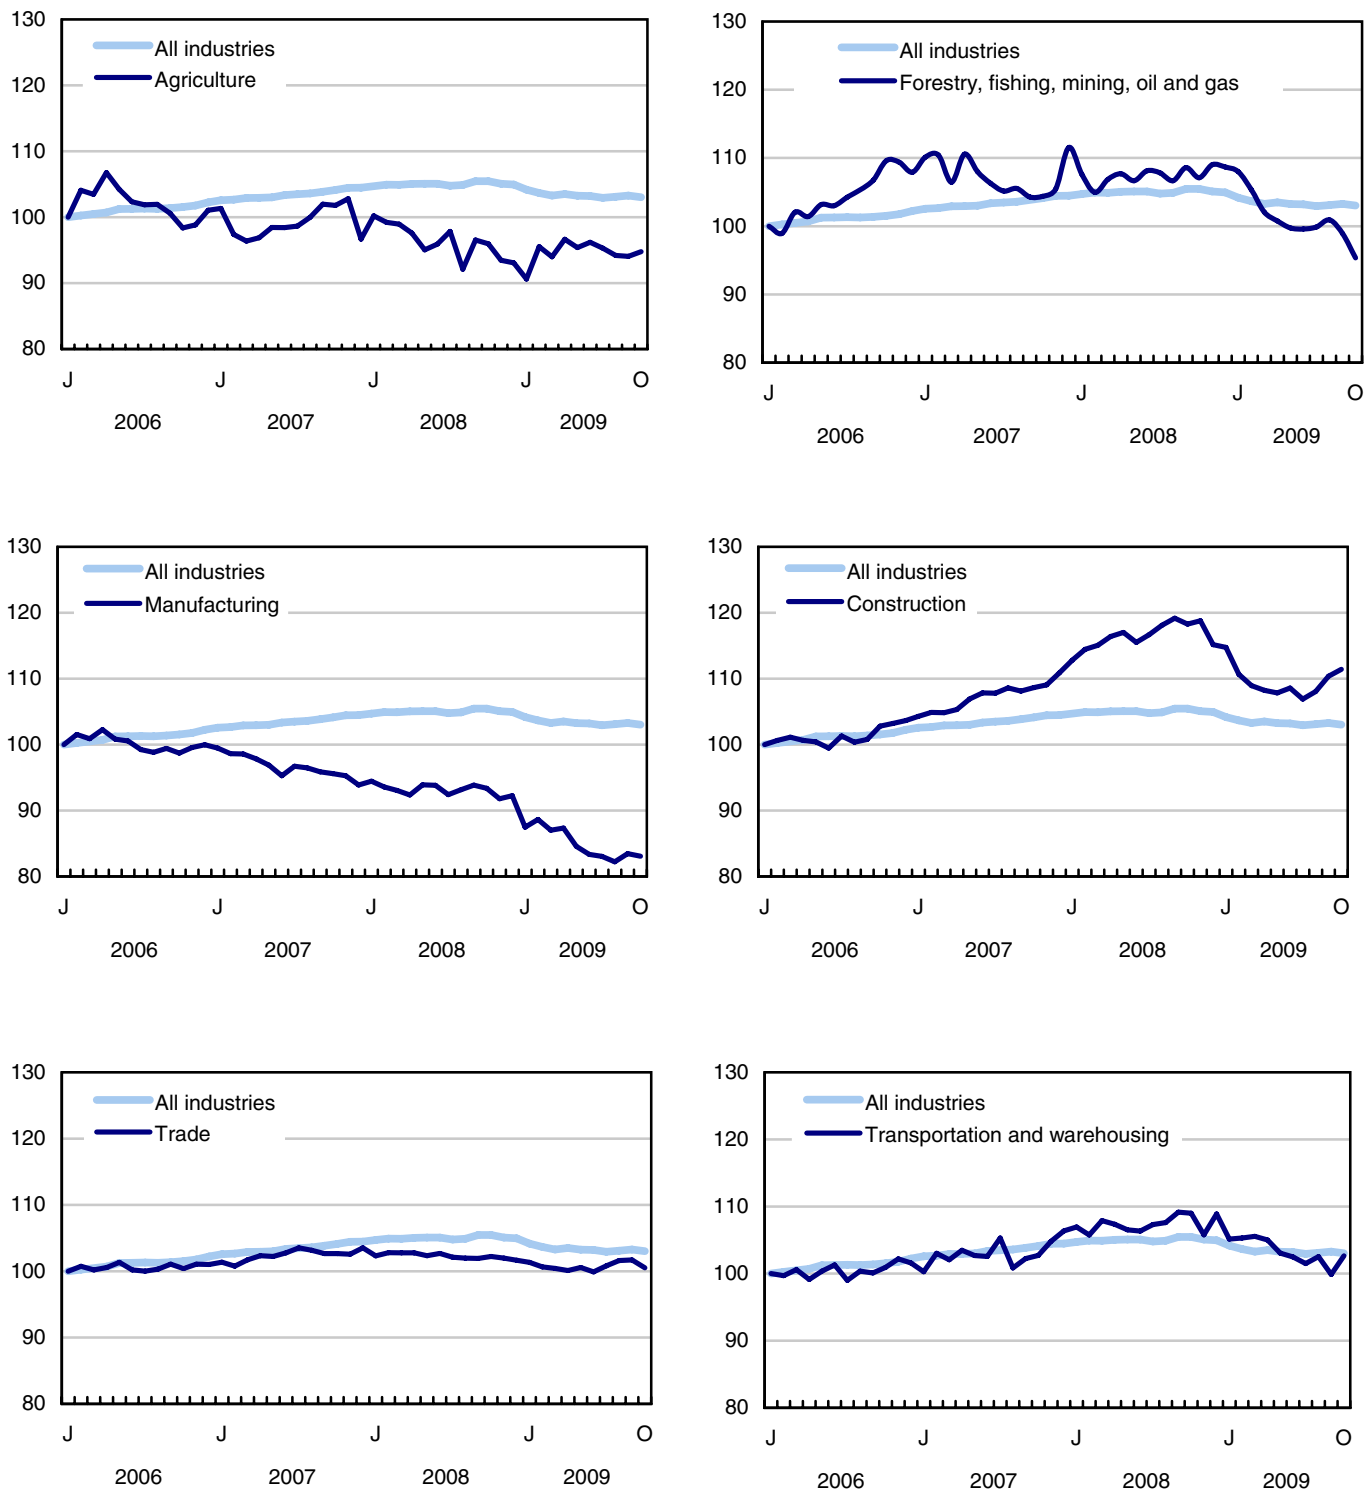 130
All industries
Agriculture
120
110
100
90
80
J J J J O
2006 2007 2008 2009
130
All industries
Forestry, fishing, mining, oil and gas
120
110
100
90
80
J J J J O
2006 2007 2008 2009
130
All industries
Manufacturing
120
110
100
90
80
J J J J O
2006 2007 2008 2009
130
All industries
Construction
120
110
100
90
80
J J J J O
2006 2007 2008 2009
130
All industries
Trade
120
110
100
90
80
J J J J O
2006 2007 2008 2009
130
All industries
Transportation and warehousing
120
110
100
90
80
J J J J O
2006 2007 2008 2009